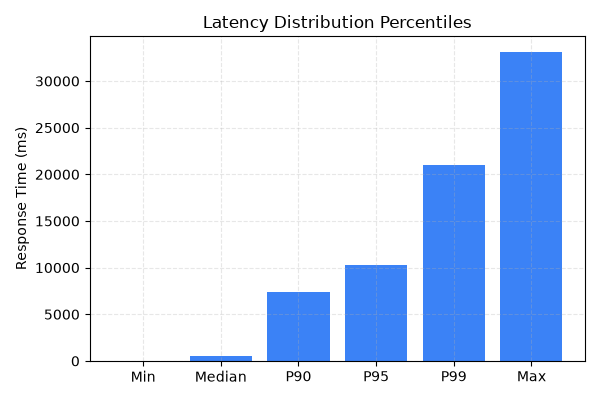 Latency Distribution Percentiles
Response Time (ms)
30000
25000
20000
15000
10000
5000
0
Min Median P90 P95 P99 Max